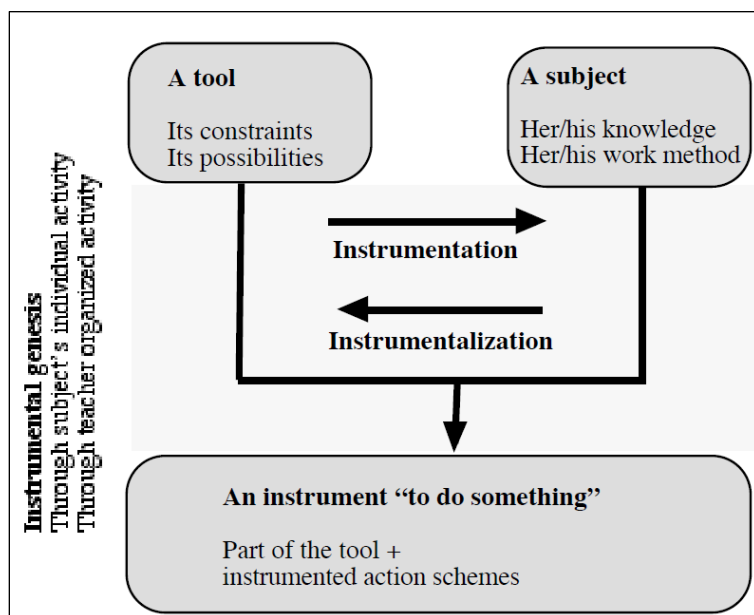 A tool
Its constraints
Its possibilities
A subject
Her/his knowledge
Her/his work method
Instrumentation
Instrumentalization
Instrumental genesis
Through subject's individual activity
Through teacher organized activity
An instrument “to do something”
Part of the tool +
instrumented action schemes